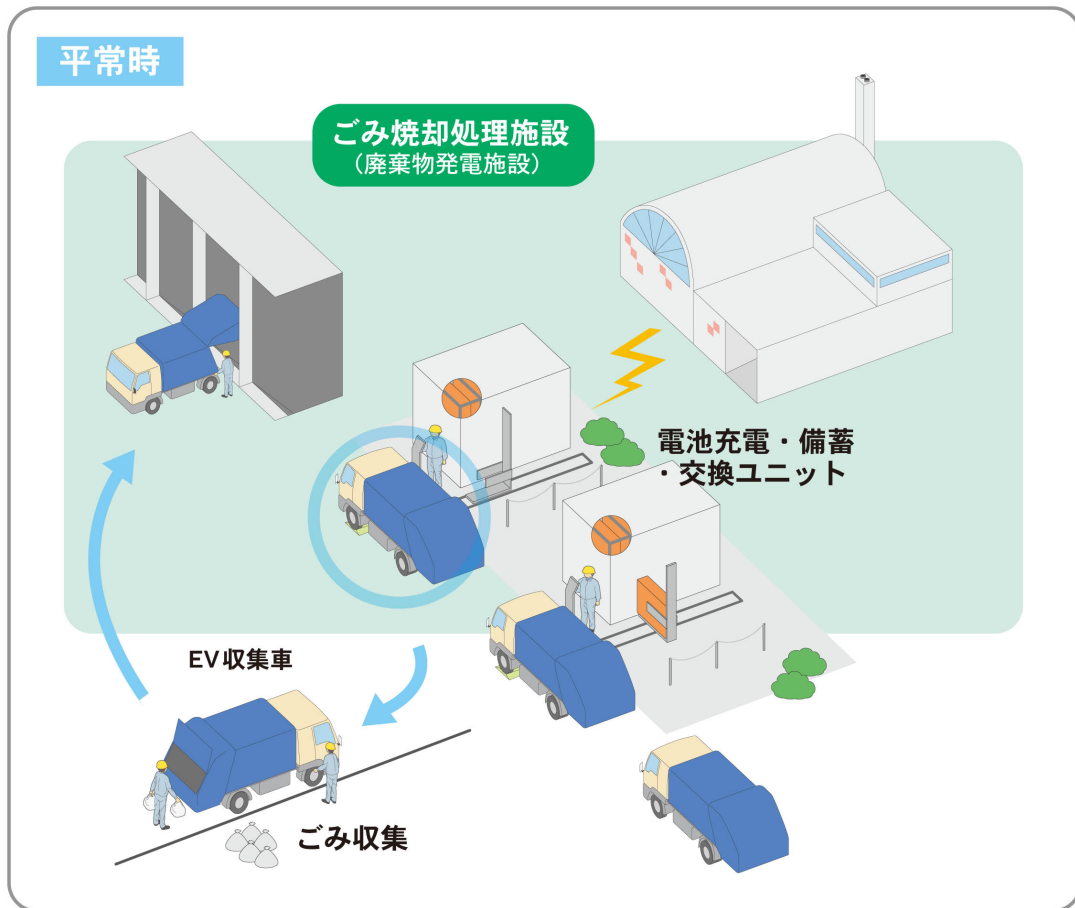 平常時
ごみ焼却処理施設
（廃棄物発電施設）
電池充電・備蓄
・交換ユニット
EV収集車
ごみ収集